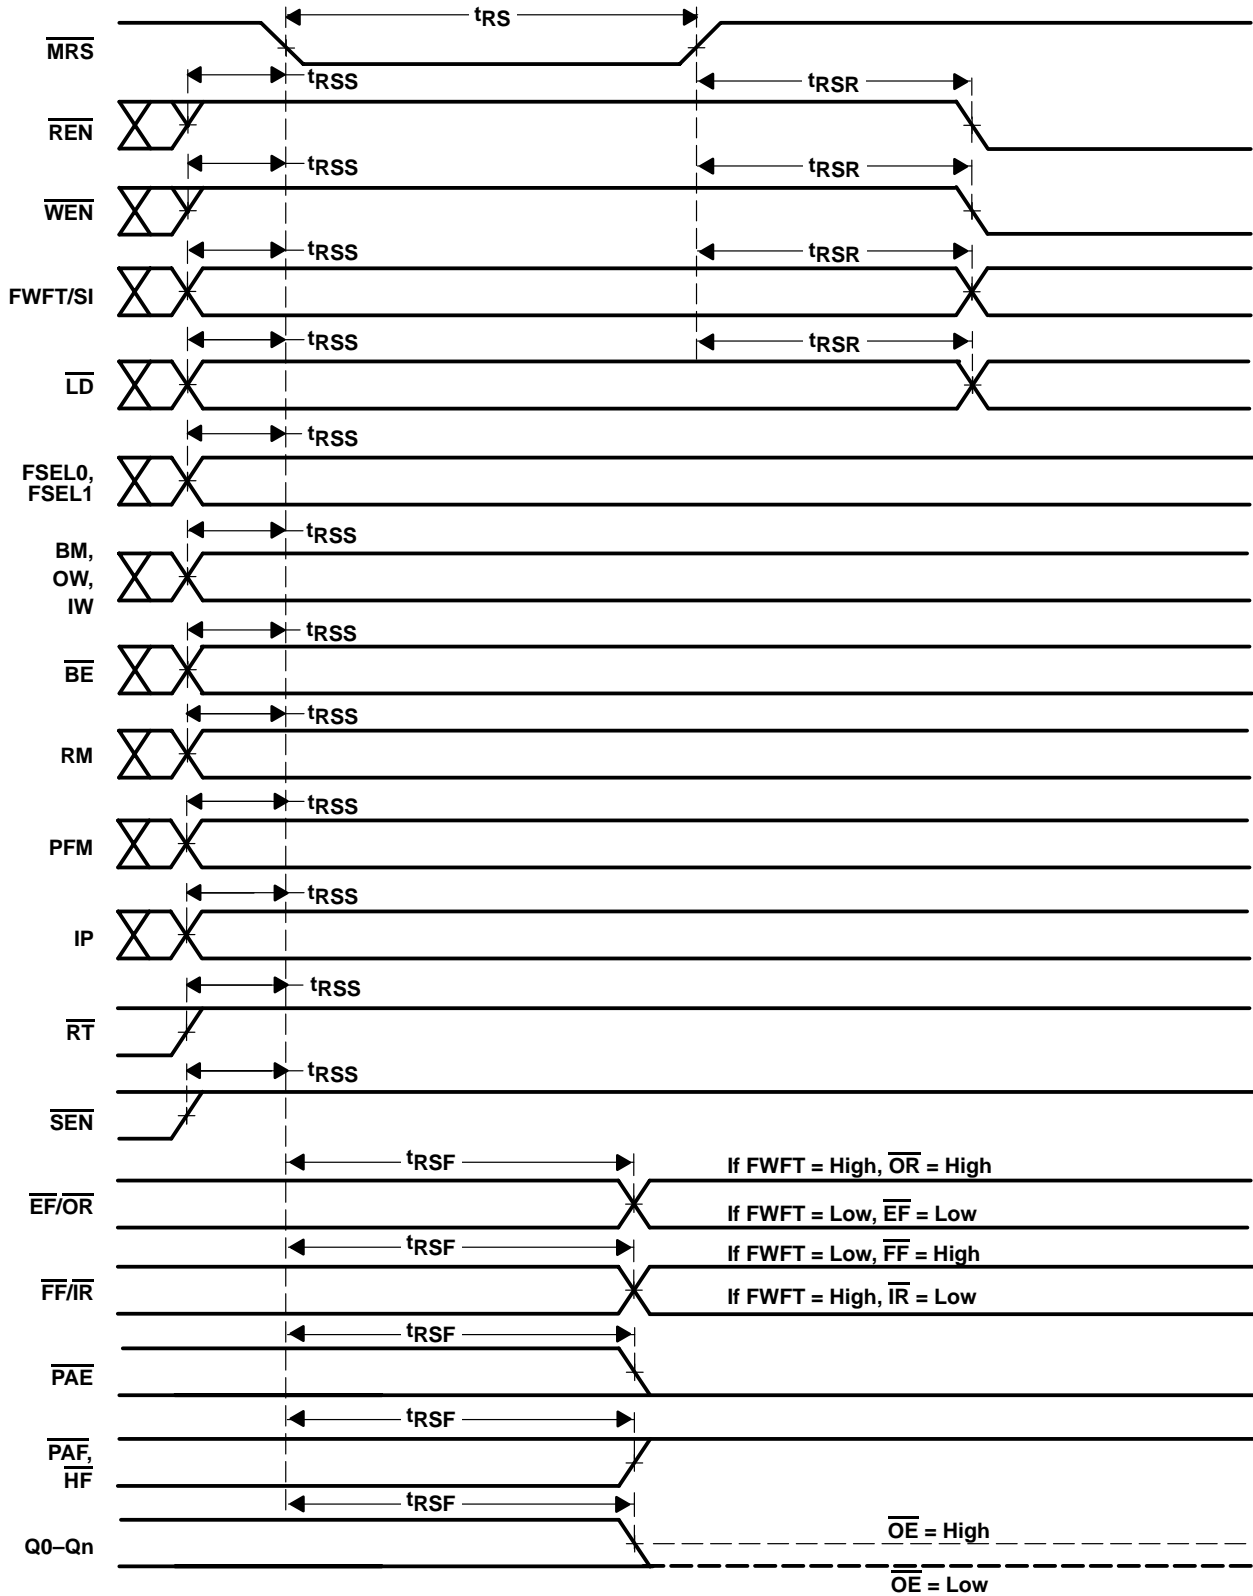 tRS
MRS
tRSS
tRSR
REN
tRSS
tRSR
WEN
tRSS
tRSR
FWFT/SI
tRSS
tRSR
LD
tRSS
FSEL0,
FSEL1
tRSS
BM,
OW,
IW
tRSS
BE
tRSS
RM
tRSS
PFM
tRSS
IP
tRSS
RT
tRSS
SEN
tRSF
If FWFT = High, OR = High
EF/OR
If FWFT = Low, EF = Low
tRSF
If FWFT = Low, FF = High
FF/IR
If FWFT = High, IR = Low
tRSF
PAE
tRSF
PAF,
HF
tRSF
OE = High
Q0–Qn
OE = Low